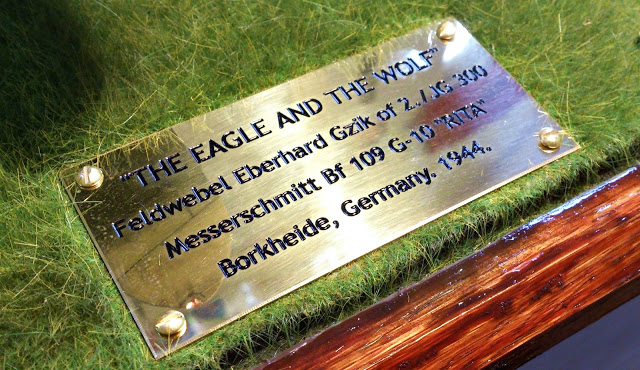 "THE EAGLE AND THE WOLF"
Feldwebel Eberhard Gzik of 2./JG 300
Messerschmitt Bf 109 G-10 "RITA"
Borkheide, Germany. 1944.